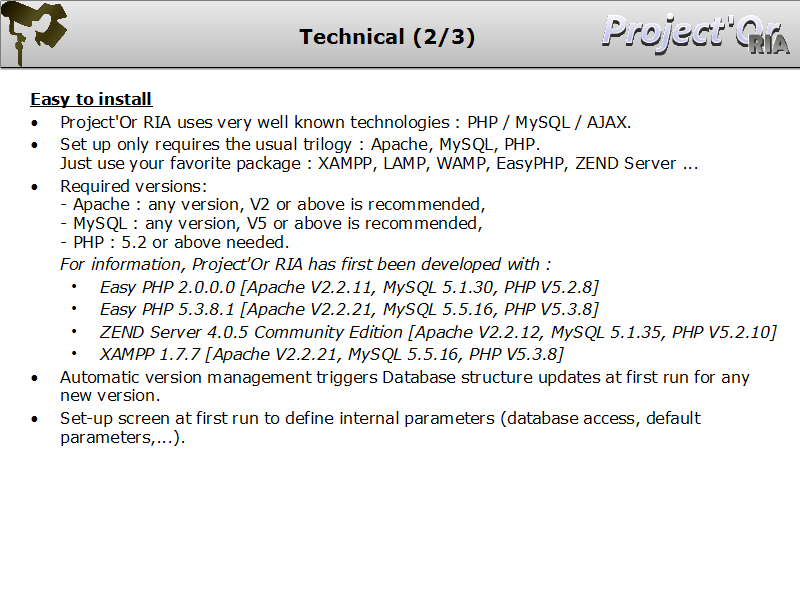 Technical (2/3)
Project'Or
RIA
Easy to install
• Project'Or RIA uses very well known technologies : PHP / MySQL / AJAX.
• Set up only requires the usual trilogy : Apache, MySQL, PHP.
Just use your favorite package : XAMPP, LAMP, WAMP, EasyPHP, ZEND Server ...
• Required versions:
- Apache : any version, V2 or above is recommended,
- MySQL : any version, V5 or above is recommended,
- PHP : 5.2 or above needed.
For information, Project'Or RIA has first been developed with :
• Easy PHP 2.0.0.0 [Apache V2.2.11, MySQL 5.1.30, PHP V5.2.8]
• Easy PHP 5.3.8.1 [Apache V2.2.21, MySQL 5.5.16, PHP V5.3.8]
• ZEND Server 4.0.5 Community Edition [Apache V2.2.12, MySQL 5.1.35, PHP V5.2.10]
• XAMPP 1.7.7 [Apache V2.2.21, MySQL 5.5.16, PHP V5.3.8]
• Automatic version management triggers Database structure updates at first run for any
new version.
• Set-up screen at first run to define internal parameters (database access, default
parameters,...).